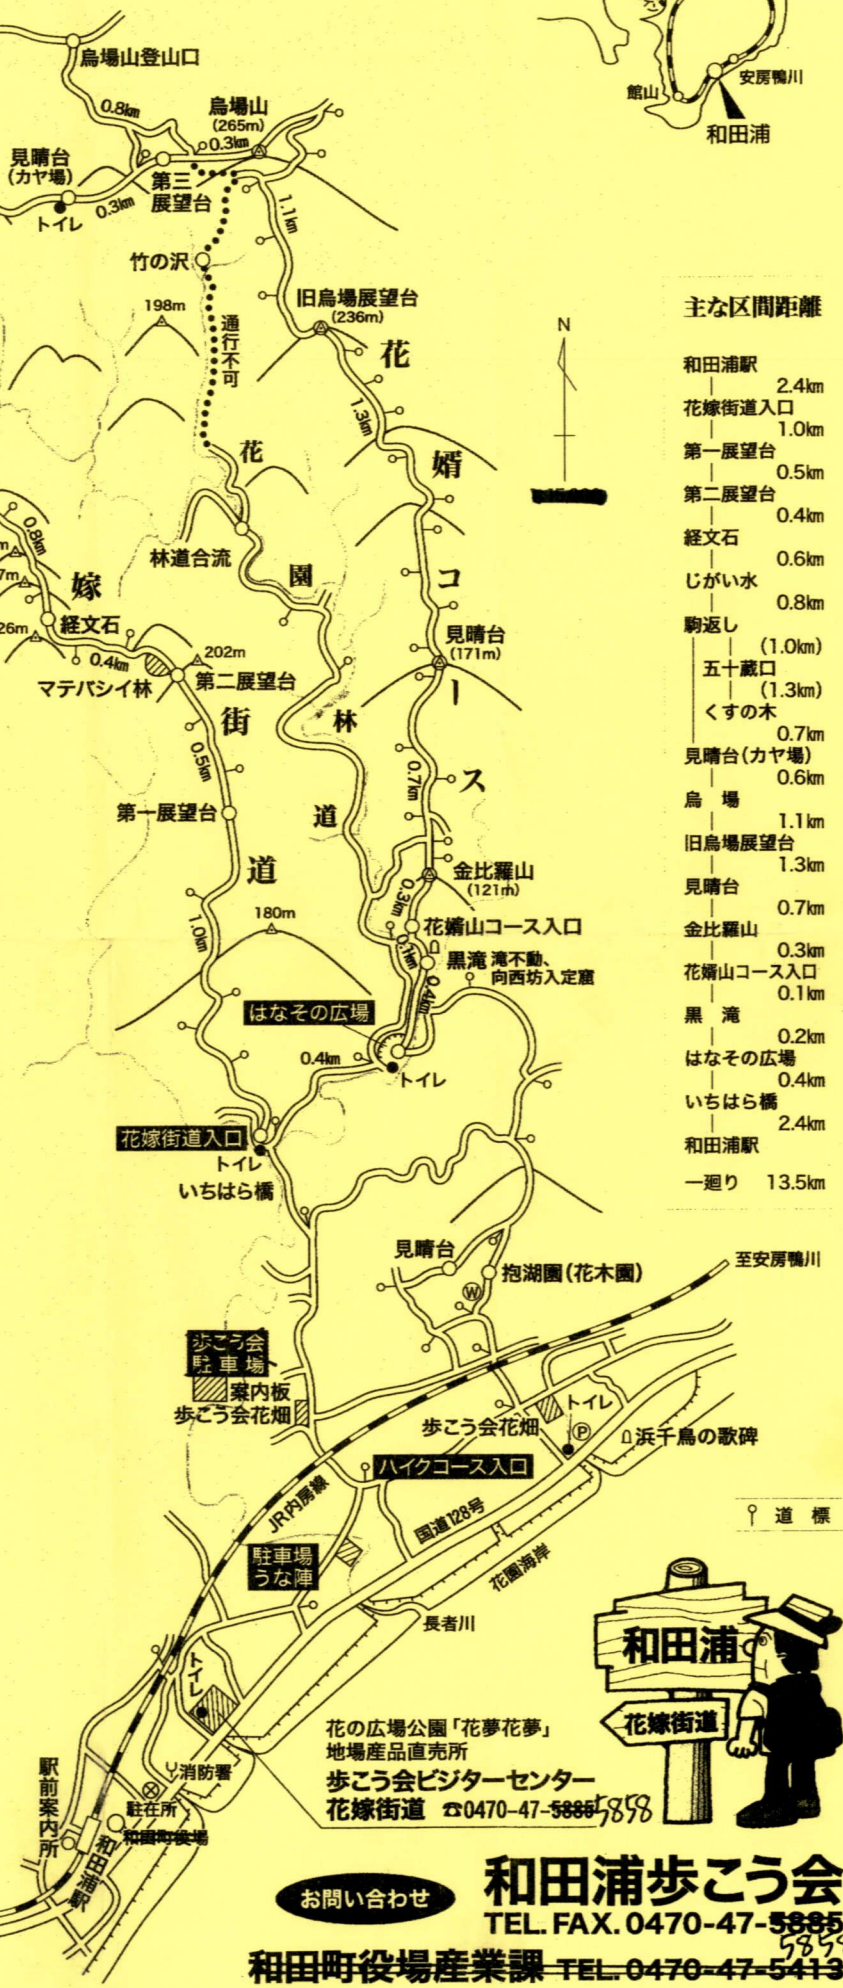 烏場山登山口
0.8km
烏場山
(265m)
0.3km
見晴台
(カヤ場)
第三
展望台
0.3km
トイレ
館山
安房鴨川
和田浦
竹の沢
198m
通行不可
1.1km
旧烏場展望台
(236m)
花
婿
コ
ー
ス
1.3km
N
花
園
林
道
林道合流
0.8km
嫁
街
道
経文石
26m
0.4km
マテバシイ林
202m
第二展望台
0.5km
第一展望台
1.0km
180m
見晴台
(171m)
0.7km
金比羅山
(121m)
0.3km
花婿山コース入口
0.1km
黒滝 滝不動、
向西坊入定窟
0.4km
はなその広場
0.4km
トイレ
花嫁街道入口
トイレ
いちはら橋
見晴台
抱湖園(花木園)
W
至安房鴨川
歩こう会
駐車場
案内板
歩こう会花畑
歩こう会花畑
トイレ
P
浜千鳥の歌碑
ハイクコース入口
JR内房線
国道128号
花園海岸
駐車場
うな陣
長者川
トイレ
消防署
駐在所
和田町役場
駅前案内所
和田浦駅
主な区間距離
和田浦駅
2.4km
花嫁街道入口
1.0km
第一展望台
0.5km
第二展望台
0.4km
経文石
0.6km
じがい水
0.8km
駒返し
(1.0km)
五十蔵口
(1.3km)
くすの木
0.7km
見晴台(カヤ場)
0.6km
烏 場
1.1km
旧烏場展望台
1.3km
見晴台
0.7km
金比羅山
0.3km
花婿山コース入口
0.1km
黒 滝
0.2km
はなその広場
0.4km
いちはら橋
2.4km
和田浦駅
一廻り 13.5km
道 標
和田浦
花嫁街道
花の広場公園「花夢花夢」
地場産品直売所
歩こう会ビジターセンター
花嫁街道 ☎0470-47-5885 5858
お問い合わせ
和田浦歩こう会
TEL.FAX.0470-47-5885
5858
和田町役場産業課 TEL.0470-47-5413